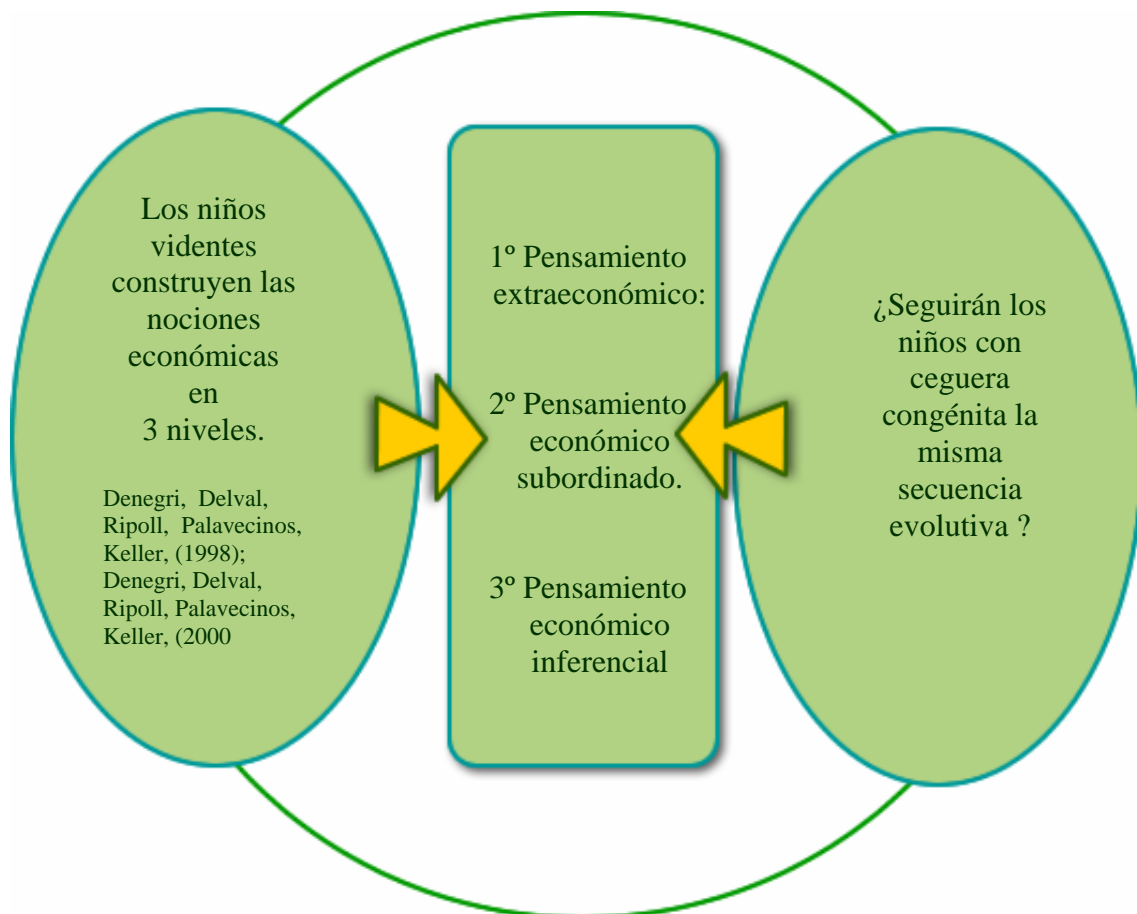 Los niños
videntes
construyen las
nociones
económicas
en
3 niveles.
Denegri, Delval,
Ripoll, Palavecinos,
Keller, (1998);
Denegri, Delval,
Ripoll, Palavecinos,
Keller, (2000
1º Pensamiento
extraeconómico:
2º Pensamiento
económico
subordinado.
3º Pensamiento
económico
inferencial
¿Seguirán los
niños con
ceguera
congénita la
misma
secuencia
evolutiva ?